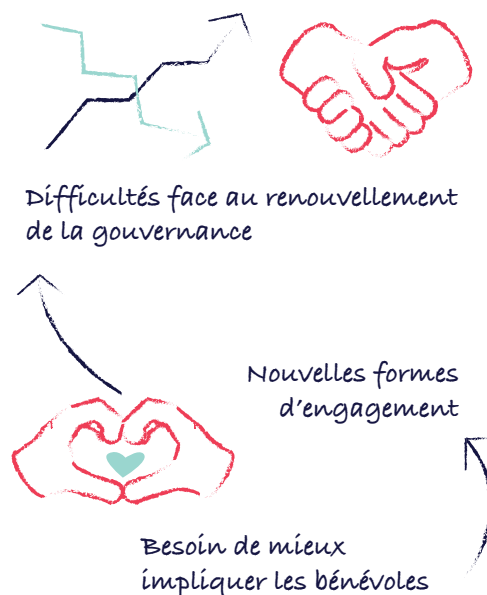 Difficultés face au renouvellement
de la gouvernance
Nouvelles formes
d'engagement
Besoin de mieux
impliquer les bénévoles